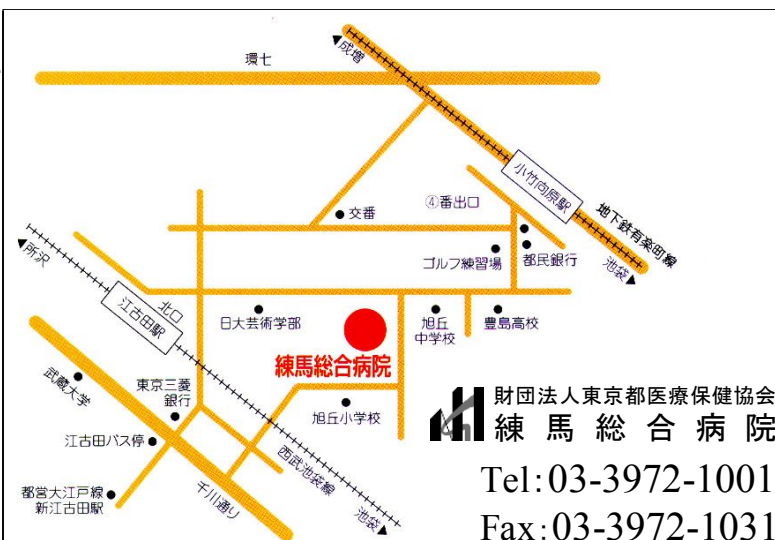 ▲成増
環七
小竹向原駅
地下鉄有楽町線
池袋▶
④番出口
交番
ゴルフ練習場
都民銀行
◀所沢
北口
江古田駅
日大芸術学部
旭丘
中学校
豊島高校
練馬総合病院
武蔵大学
東京三菱
銀行
旭丘小学校
江古田バス停
西武池袋線
都営大江戸線
新江古田駅
千川通り
池袋▶
財団法人東京都医療保健協会
練馬総合病院
Tel:03-3972-1001
Fax:03-3972-1031